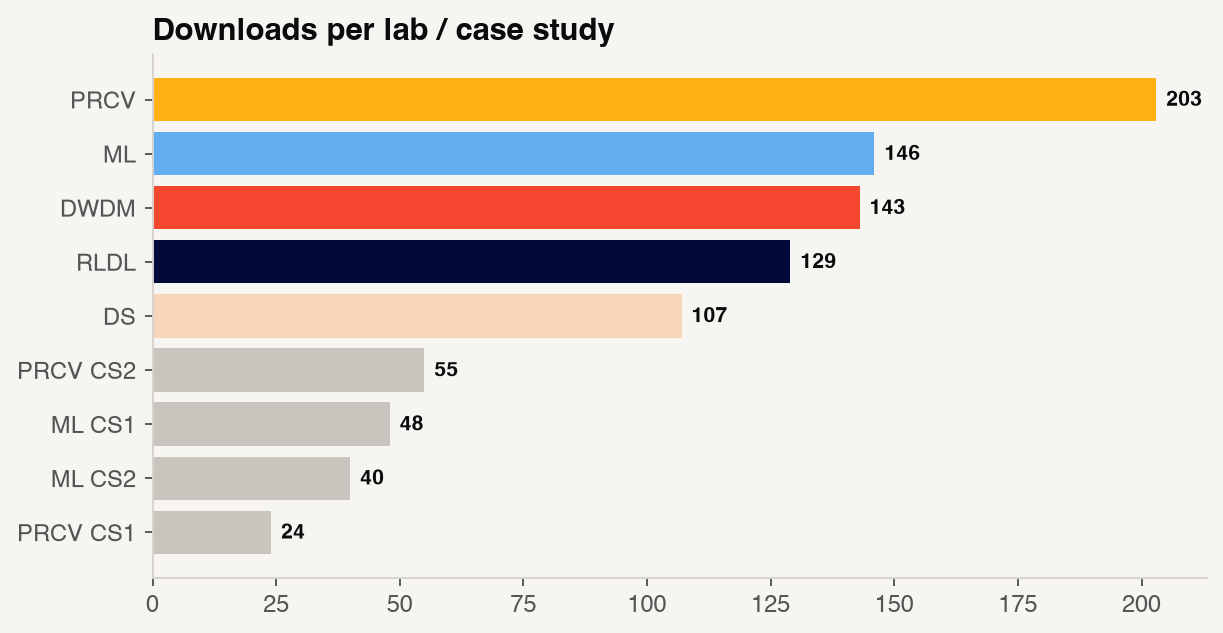 Downloads per lab / case study
PRCV 203
ML 146
DWDM 143
RLDL 129
DS 107
PRCV CS2 55
ML CS1 48
ML CS2 40
PRCV CS1 24
0 25 50 75 100 125 150 175 200